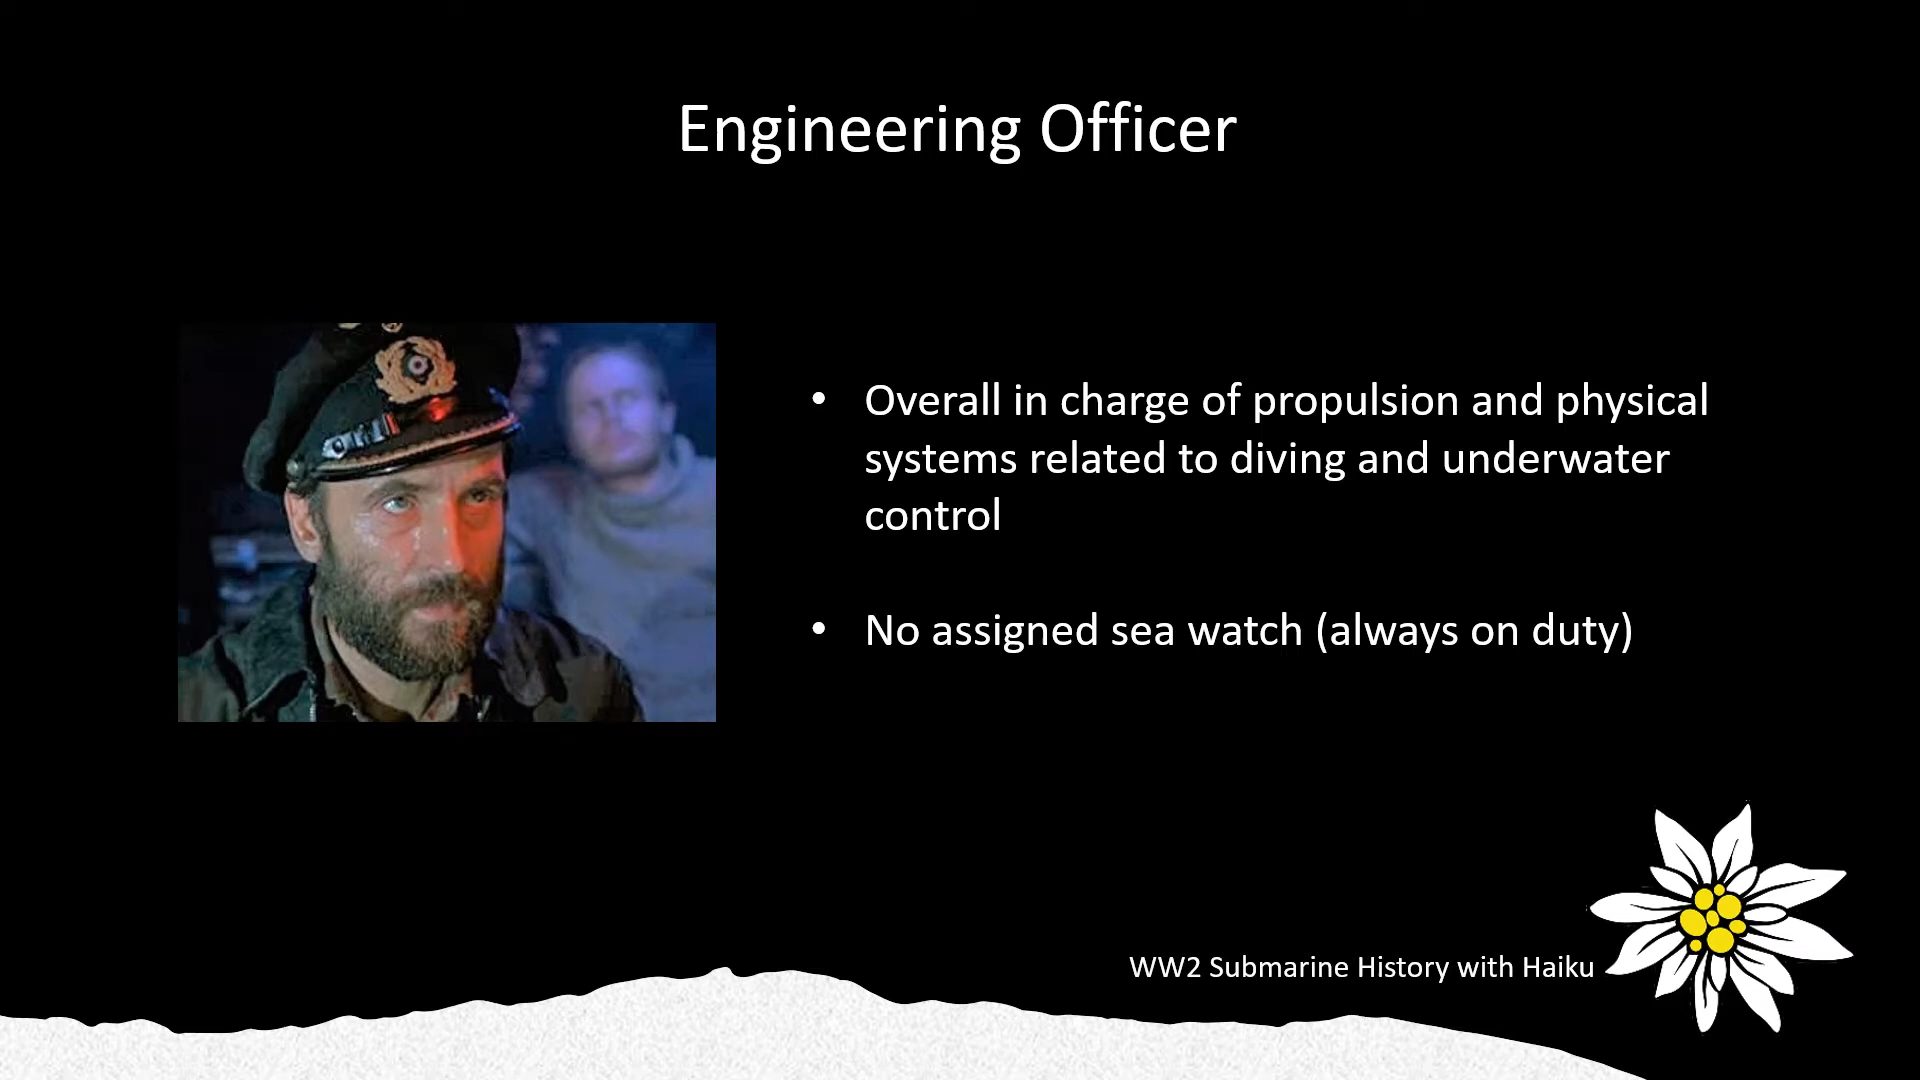 Engineering Officer
• Overall in charge of propulsion and physical
systems related to diving and underwater
control
• No assigned sea watch (always on duty)
WW2 Submarine History with Haiku